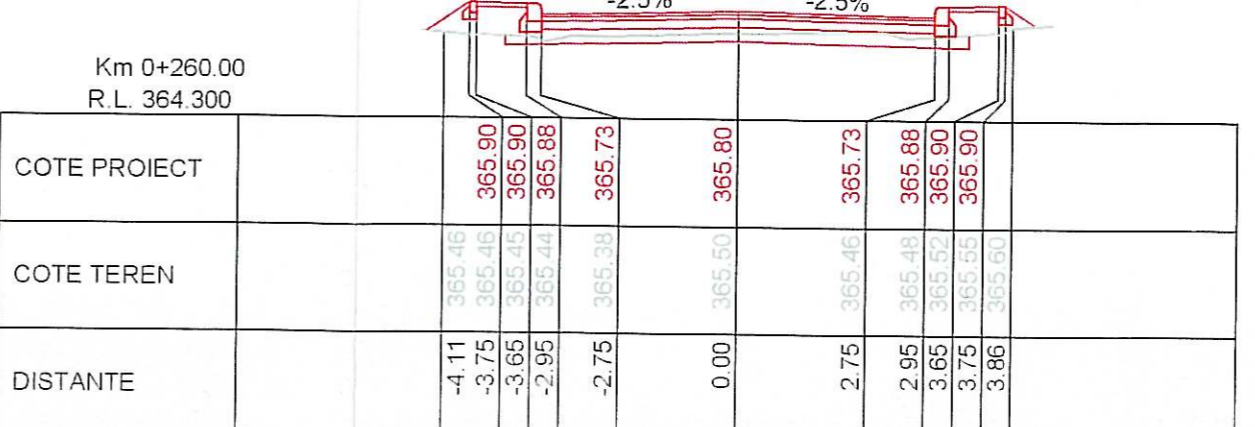 -2.5% -2.5%
Km 0+260.00
R.L. 364.300
COTE PROIECT 365.90 365.90 365.88 365.73 365.80 365.73 365.88 365.90 365.90
COTE TEREN 365.46 365.46 365.45 365.44 365.38 365.50 365.46 365.48 365.52 365.55 365.60
DISTANTE -4.11 -3.75 -3.65 -2.95 -2.75 0.00 2.75 2.95 3.65 3.75 3.86